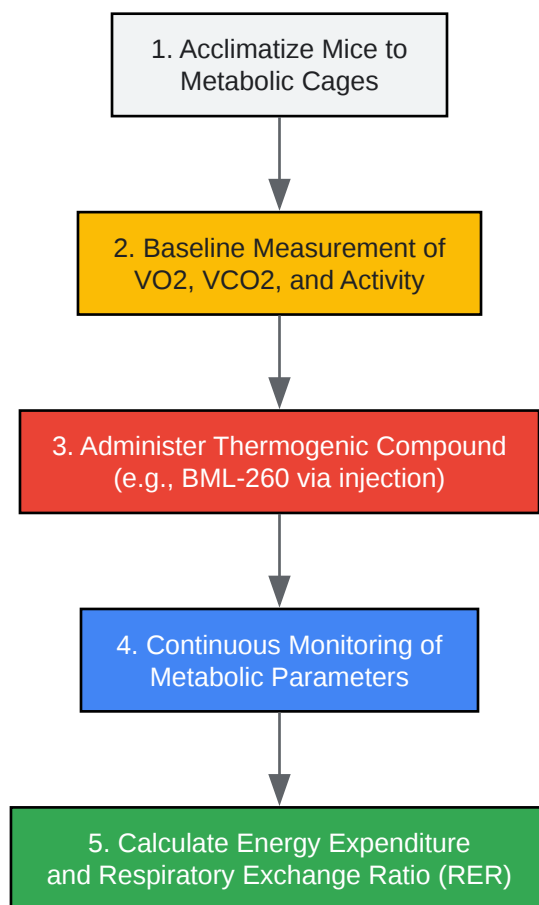 1. Acclimatize Mice to
Metabolic Cages
2. Baseline Measurement of
VO2, VCO2, and Activity
3. Administer Thermogenic Compound
(e.g., BML-260 via injection)
4. Continuous Monitoring of
Metabolic Parameters
5. Calculate Energy Expenditure
and Respiratory Exchange Ratio (RER)